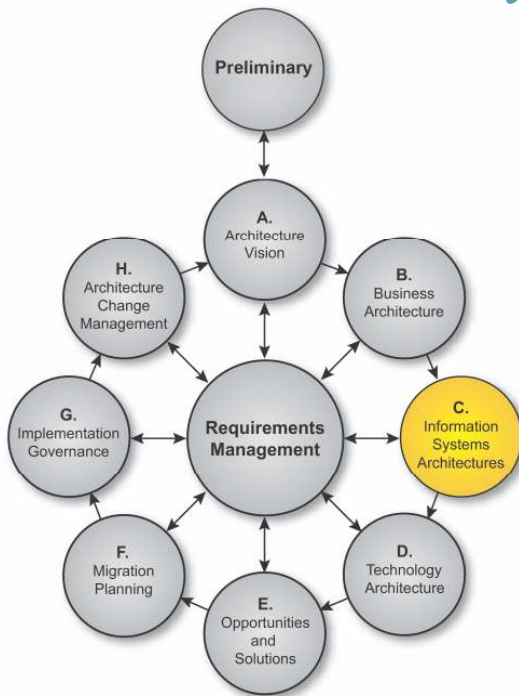 Preliminary
A.
Architecture
Vision
B.
Business
Architecture
C.
Information
Systems
Architectures
D.
Technology
Architecture
E.
Opportunities
and
Solutions
F.
Migration
Planning
G.
Implementation
Governance
H.
Architecture
Change
Management
Requirements
Management